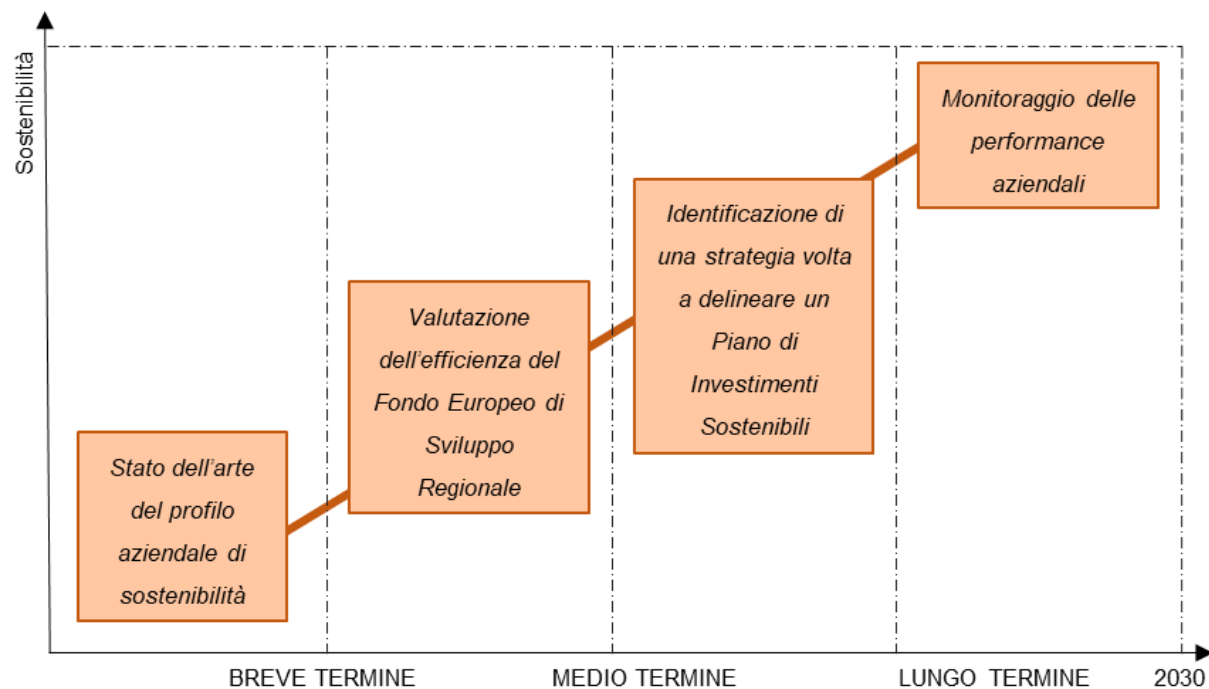 Sostenibilità
Stato dell’arte
del profilo
aziendale di
sostenibilità
Valutazione
dell’efficienza del
Fondo Europeo di
Sviluppo
Regionale
Identificazione di
una strategia volta
a delineare un
Piano di
Investimenti
Sostenibili
Monitoraggio delle
performance
aziendali
BREVE TERMINE
MEDIO TERMINE
LUNGO TERMINE
2030